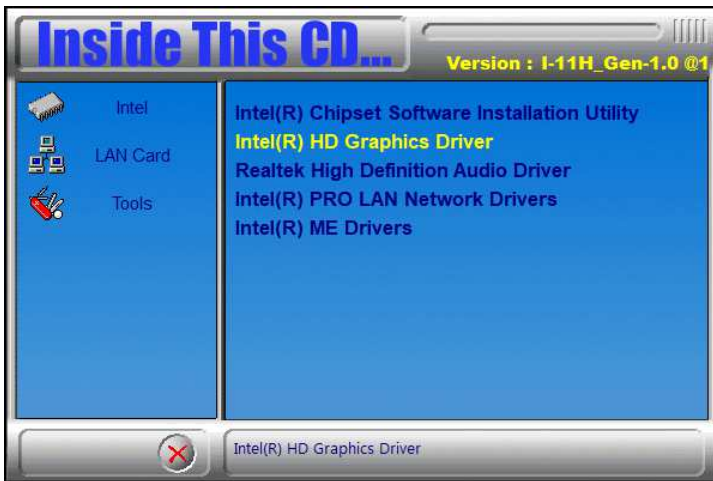 Inside This CD...
Version : I-11H_Gen-1.0 @1
Intel
LAN Card
Tools
Intel(R) Chipset Software Installation Utility
Intel(R) HD Graphics Driver
Realtek High Definition Audio Driver
Intel(R) PRO LAN Network Drivers
Intel(R) ME Drivers
Intel(R) HD Graphics Driver